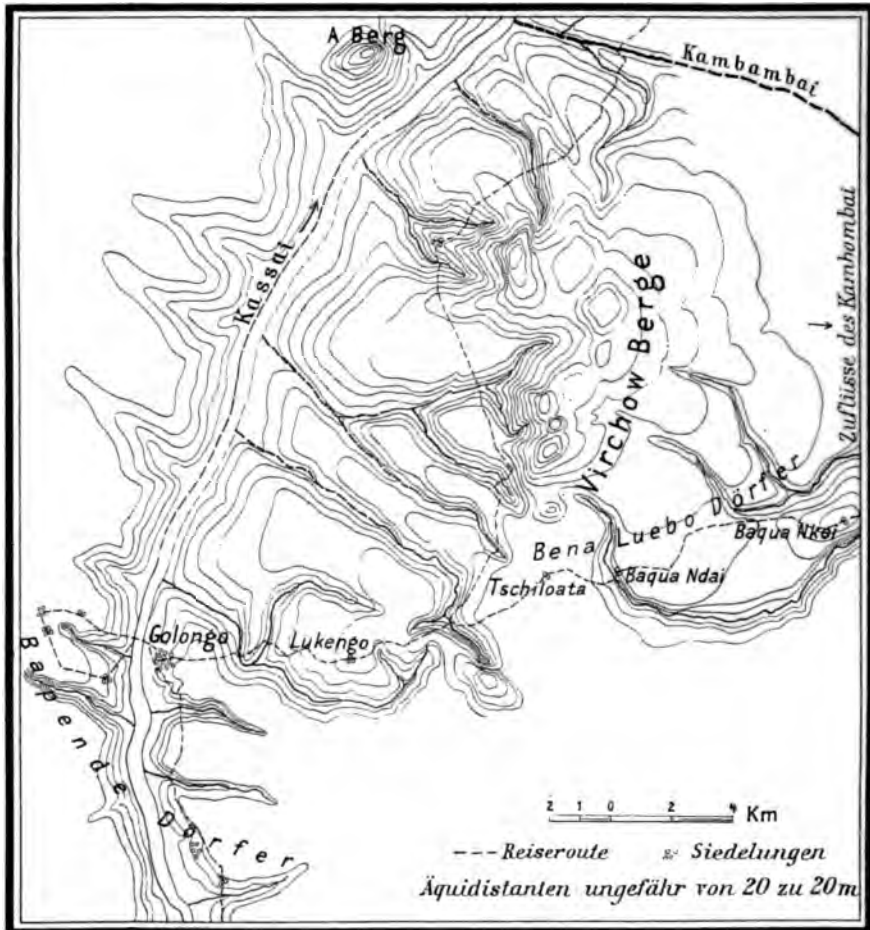 A Berg
Kambambai
Kassai
Virchow Berge
Zuflüsse des Kambombai
Bena Luebo Dörfer
Baqua Nkoi
Baqua Ndai
Tschiloata
Golongo
Lukengo
Bapende Dörfer
2 1 0 2 4 Km
Reiseroute Siedelungen
Äquidistanten ungefähr von 20 zu 20m